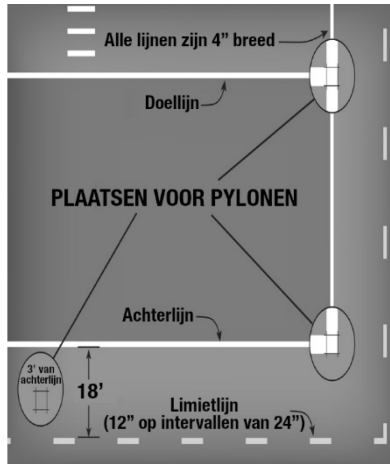 Alle lijnen zijn 4” breed
Doellijn
PLAATSEN VOOR PYLONEN
Achterlijn
3’ van
achterlijn
18’
Limietlijn
(12” op intervallen van 24”)